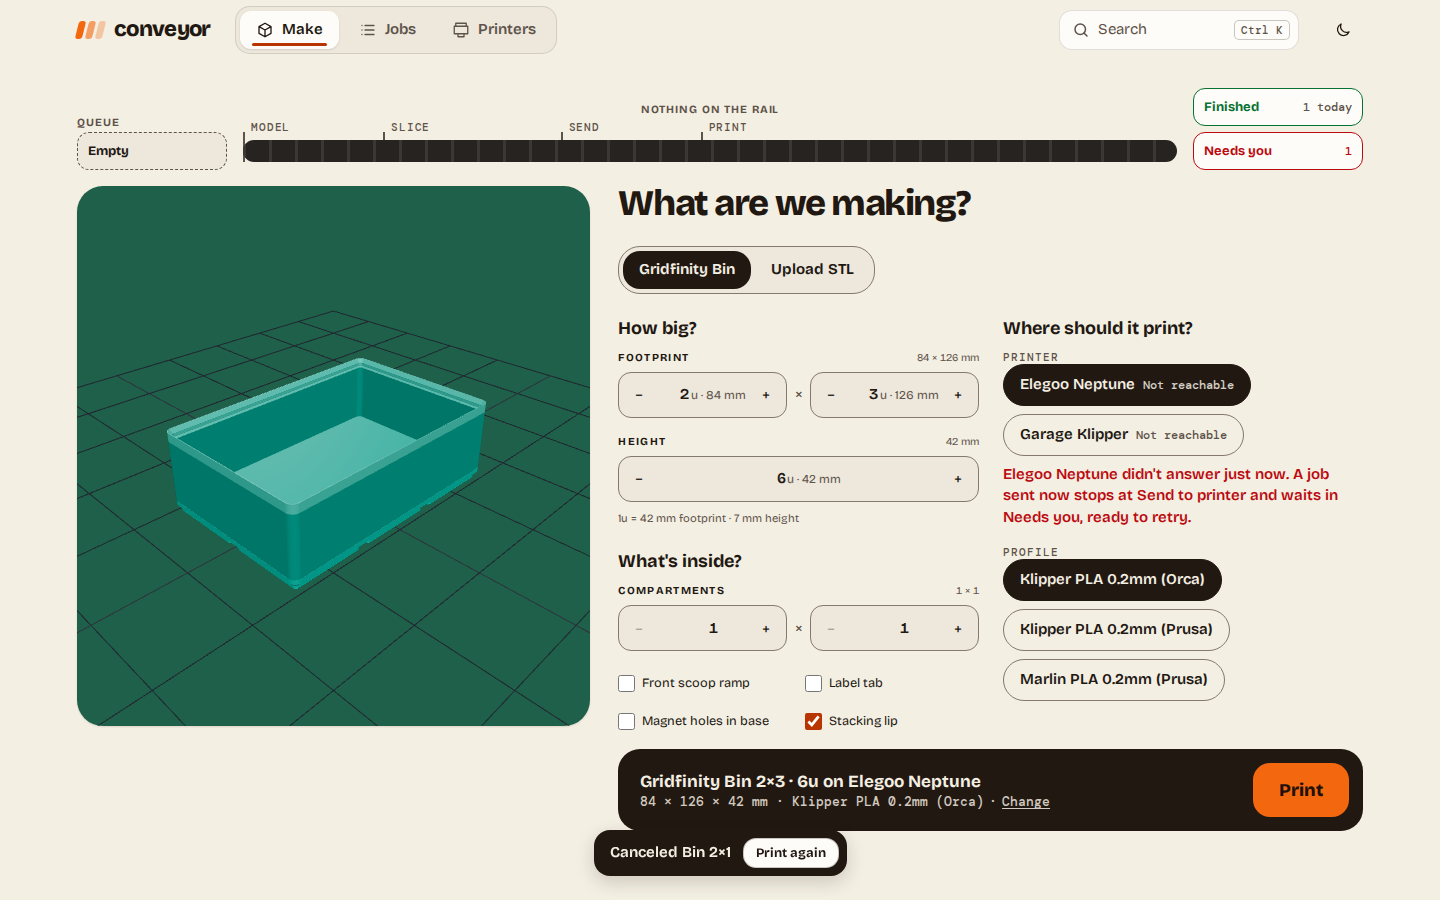 conveyor
Make
Jobs
Printers
Search
Ctrl K
QUEUE
Empty
NOTHING ON THE RAIL
MODEL
SLICE
SEND
PRINT
Finished 1 today
Needs you 1
What are we making?
Gridfinity Bin
Upload STL
How big?
FOOTPRINT 84 × 126 mm
− 2 u · 84 mm + × − 3 u · 126 mm +
HEIGHT 42 mm
− 6 u · 42 mm +
1u = 42 mm footprint · 7 mm height
What's inside?
COMPARTMENTS 1 × 1
− 1 + × − 1 +
Front scoop ramp
Label tab
Magnet holes in base
Stacking lip
Where should it print?
PRINTER
Elegoo Neptune Not reachable
Garage Klipper Not reachable
Elegoo Neptune didn't answer just now. A job
sent now stops at Send to printer and waits in
Needs you, ready to retry.
PROFILE
Klipper PLA 0.2mm (Orca)
Klipper PLA 0.2mm (Prusa)
Marlin PLA 0.2mm (Prusa)
Gridfinity Bin 2×3 · 6u on Elegoo Neptune
84 × 126 × 42 mm · Klipper PLA 0.2mm (Orca) · Change
Print
Canceled Bin 2×1
Print again